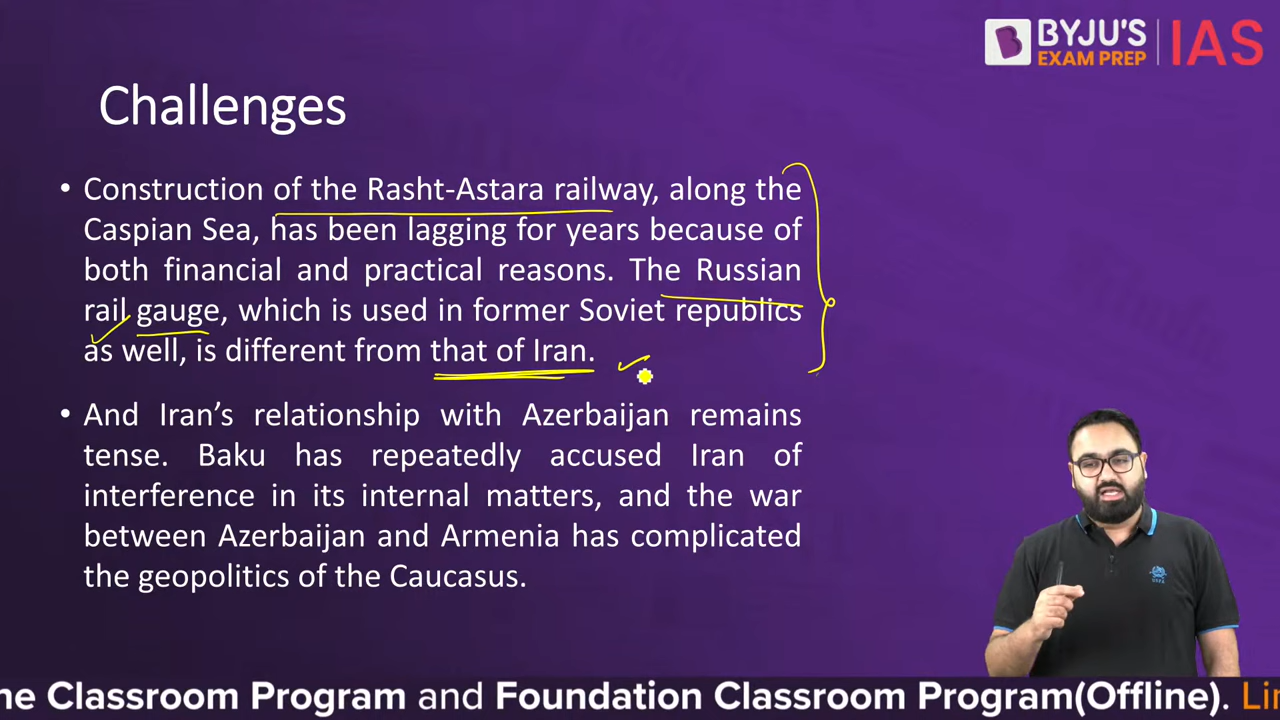 BYJU'S
EXAM PREP
IAS
Challenges
• Construction of the Rasht-Astara railway, along the
Caspian Sea, has been lagging for years because of
both financial and practical reasons. The Russian
rail gauge, which is used in former Soviet republics
as well, is different from that of Iran.
• And Iran’s relationship with Azerbaijan remains
tense. Baku has repeatedly accused Iran of
interference in its internal matters, and the war
between Azerbaijan and Armenia has complicated
the geopolitics of the Caucasus.
ne Classroom Program and Foundation Classroom Program(Offline). Li